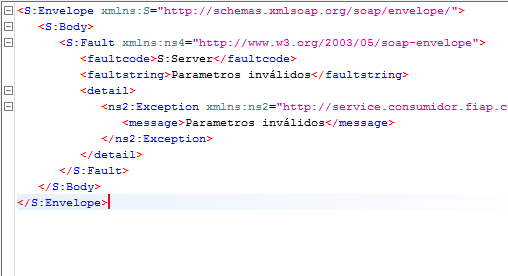 <S:Envelope xmlns:S="http://schemas.xmlsoap.org/soap/envelope/">
<S:Body>
<S:Fault xmlns:ns4="http://www.w3.org/2003/05/soap-envelope">
<faultcode>S:Server</faultcode>
<faultstring>Parametros inválidos</faultstring>
<detail>
<ns2:Exception xmlns:ns2="http://service.consumidor.fiap.c
<message>Parametros inválidos</message>
</ns2:Exception>
</detail>
</S:Fault>
</S:Body>
</S:Envelope>